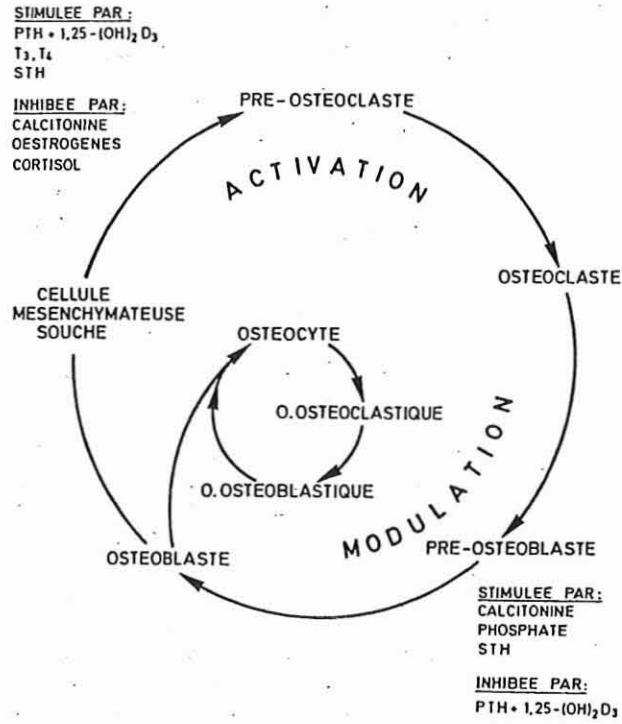 STIMULEE PAR:
PTH + 1,25-(OH)₂ D₃
T₃, T₄
STH
INHIBEE PAR:
CALCITONINE
OESTROGENES
CORTISOL
PRE-OSTEOCLASTE
ACTIVATION
OSTEOCLASTE
CELLULE
MESENCHYMATEUSE
SOUCHE
OSTEOCYTE
O.OSTEOCLASTIQUE
O.OSTEOBLASTIQUE
MODULATION
OSTEOBLASTE
PRE-OSTEOBLASTE
STIMULEE PAR:
CALCITONINE
PHOSPHATE
STH
INHIBEE PAR:
PTH + 1,25-(OH)₂D₃